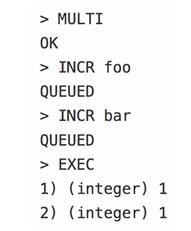 > MULTI
OK
> INCR foo
QUEUED
> INCR bar
QUEUED
> EXEC
1) (integer) 1
2) (integer) 1